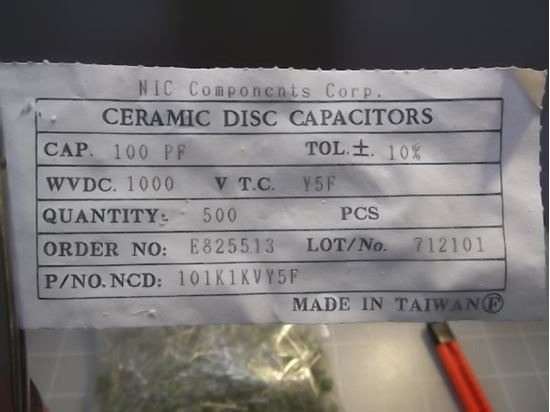 NIC Components Corp.
CERAMIC DISC CAPACITORS
CAP. 100 PF TOL.±. 10%
WVDC. 1000 V T.C. Y5F
QUANTITY: 500 PCS
ORDER NO: E825513 LOT/No. 712101
P/NO.NCD: 101K1KVY5F
MADE IN TAIWAN Ⓕ